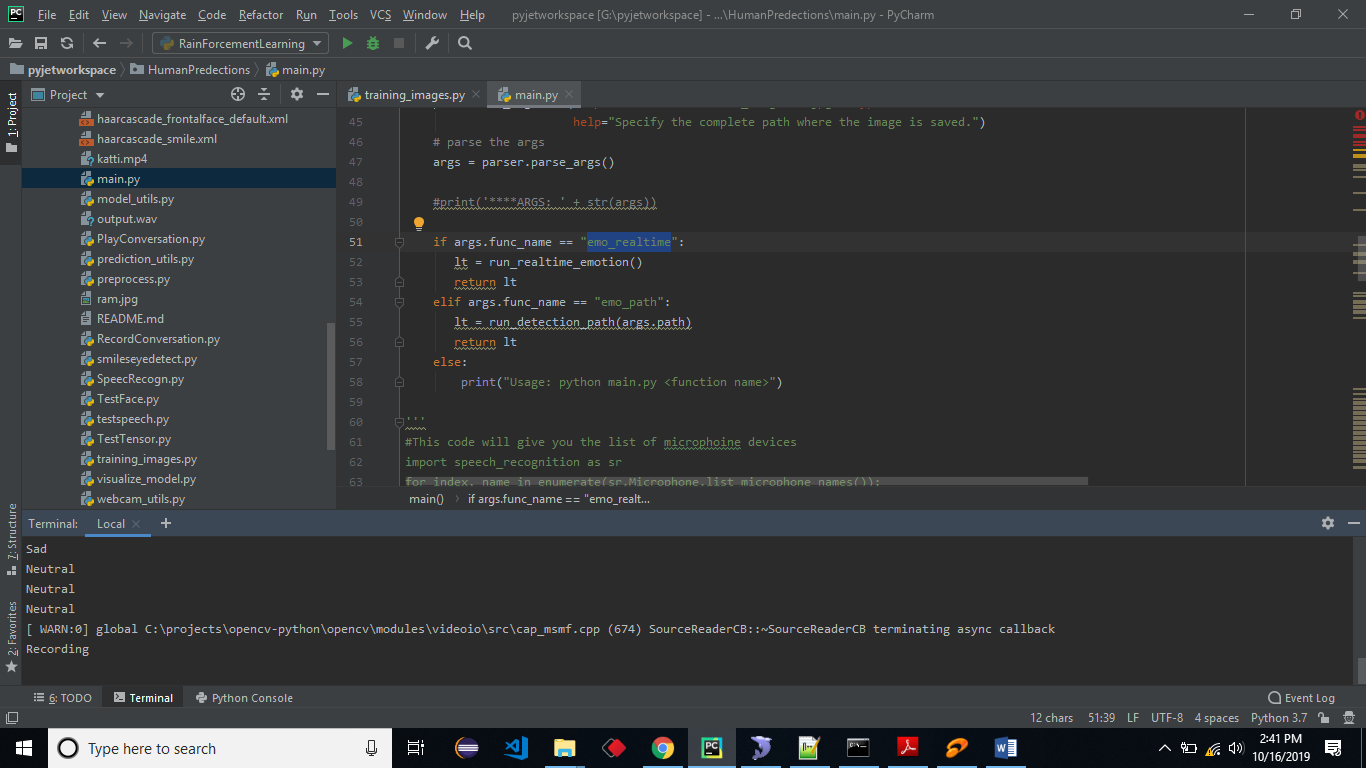 PC File Edit View Navigate Code Refactor Run Tools VCS Window Help pyjetworkspace [G:\pyjetworkspace] - ...\HumanPredections\main.py - PyCharm
RainForcementLearning
pyjetworkspace HumanPredections main.py
1: Project
Project
training_images.py
main.py
haarcascade_frontalface_default.xml
haarcascade_smile.xml
katti.mp4
main.py
model_utils.py
output.wav
PlayConversation.py
prediction_utils.py
preprocess.py
ram.jpg
README.md
RecordConversation.py
smileseyedetect.py
SpeecRecogn.py
TestFace.py
testspeech.py
TestTensor.py
training_images.py
visualize_model.py
webcam_utils.py
45 help="Specify the complete path where the image is saved.")
46 # parse the args
47 args = parser.parse_args()
48
49 #print('****ARGS: ' + str(args))
50
51 if args.func_name == "emo_realtime":
52 lt = run_realtime_emotion()
53 return lt
54 elif args.func_name == "emo_path":
55 lt = run_detection_path(args.path)
56 return lt
57 else:
58 print("Usage: python main.py <function name>")
59
60 '''
61 #This code will give you the list of microphoine devices
62 import speech_recognition as sr
63 for index, name in enumerate(sr.Microphone.list_microphone_names()):
main() if args.func_name == "emo_realt...
7: Structure
2: Favorites
Terminal: Local
Sad
Neutral
Neutral
Neutral
[ WARN:0] global C:\projects\opencv-python\opencv\modules\videoio\src\cap_msmf.cpp (674) SourceReaderCB::~SourceReaderCB terminating async callback
Recording
6: TODO Terminal Python Console Event Log
12 chars 51:39 LF UTF-8 4 spaces Python 3.7
Type here to search
2:41 PM
10/16/2019